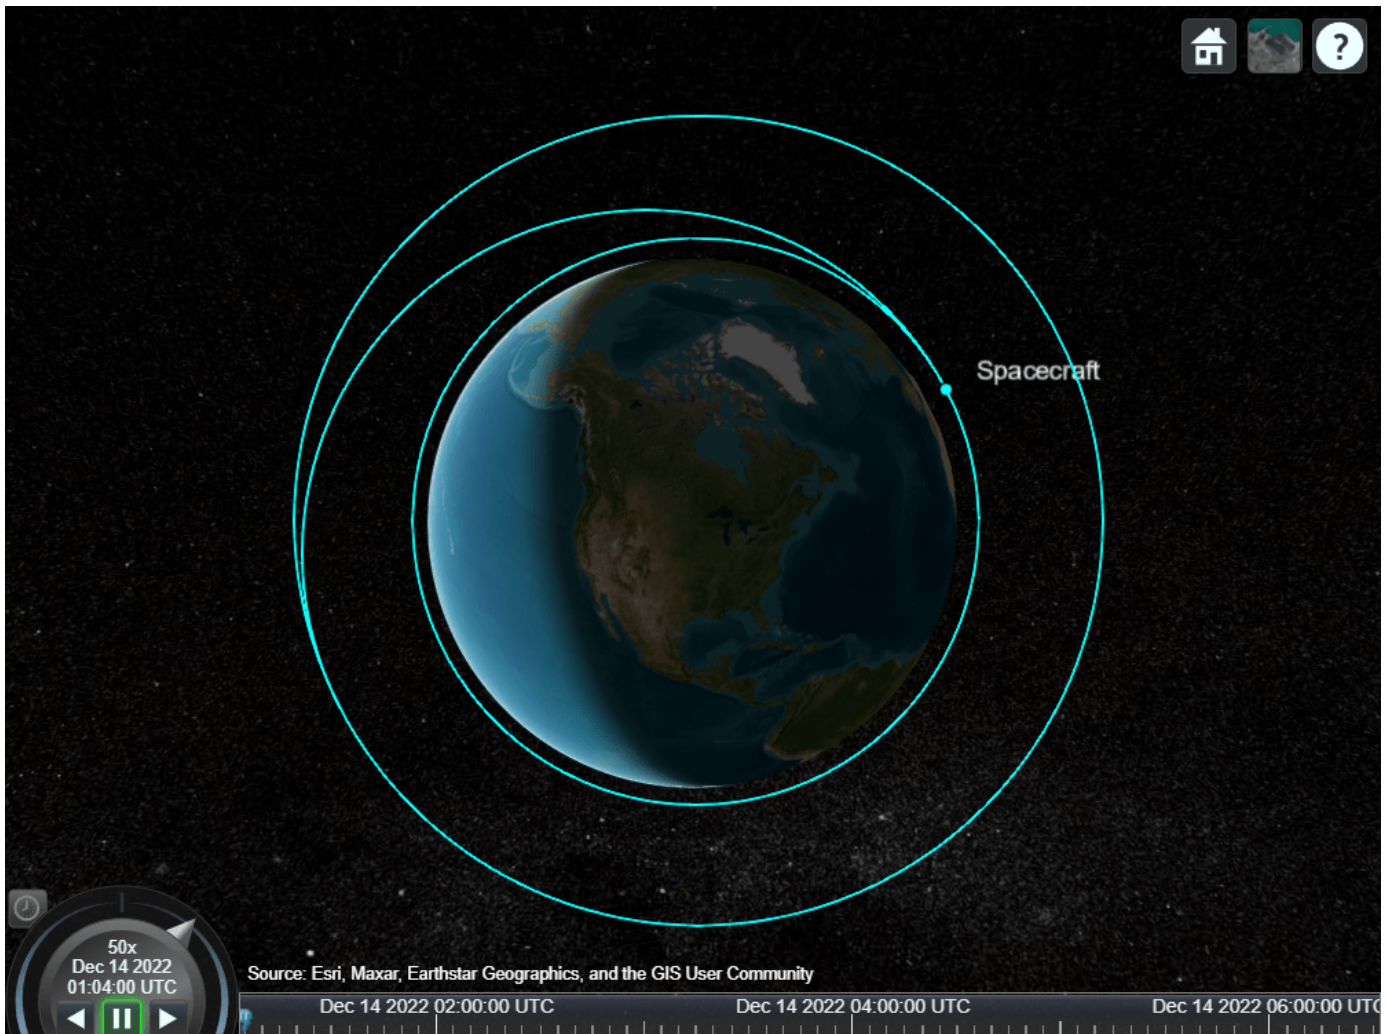 ?
Spacecraft
50x
Dec 14 2022
01:04:00 UTC
Source: Esri, Maxar, Earthstar Geographics, and the GIS User Community
Dec 14 2022 02:00:00 UTC
Dec 14 2022 04:00:00 UTC
Dec 14 2022 06:00:00 UTC